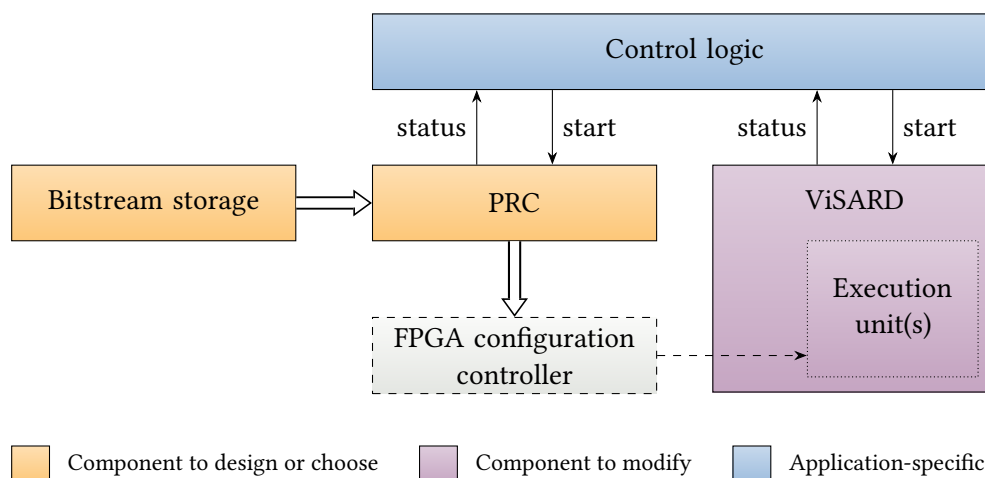 Control logic
status
start
status
start
Bitstream storage
PRC
ViSARD
Execution
unit(s)
FPGA configuration
controller
Component to design or choose
Component to modify
Application-specific